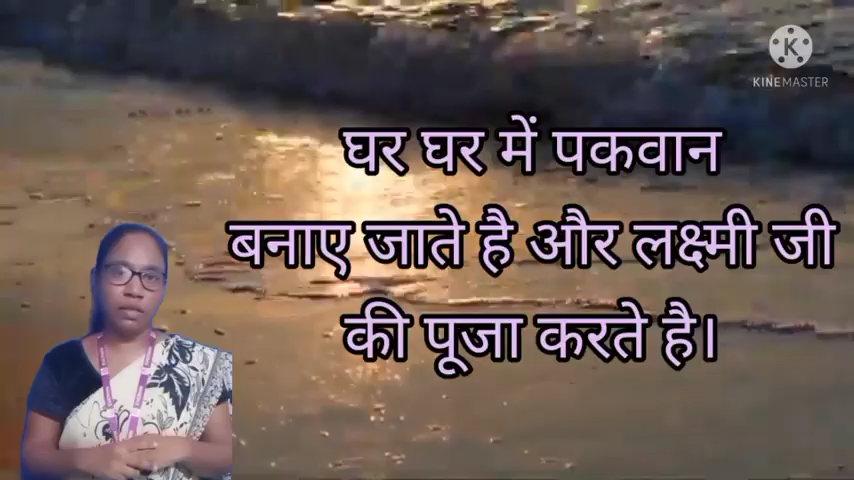 KINEMASTER
घर घर में पकवान
बनाए जाते है और लक्ष्मी जी
की पूजा करते है।